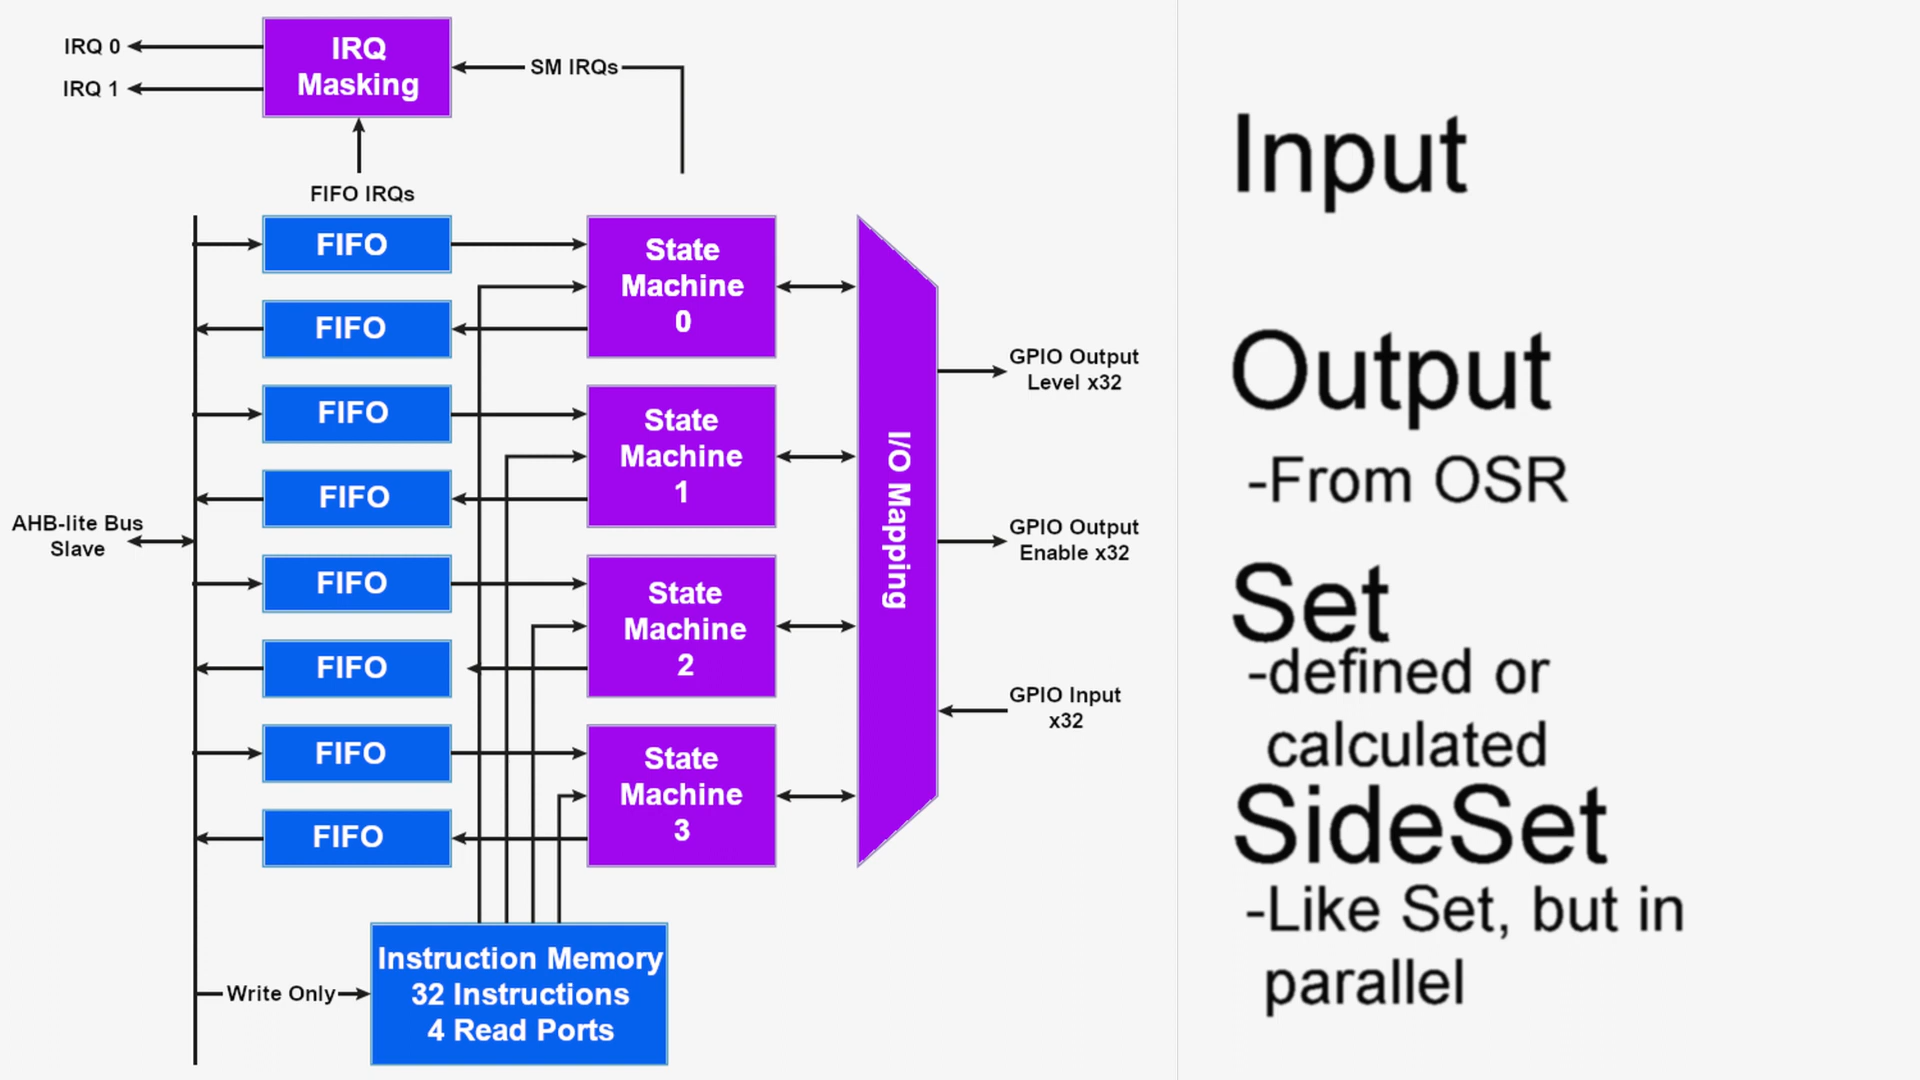 IRQ 0
IRQ 1
IRQ
Masking
SM IRQs
FIFO IRQs
FIFO
FIFO
FIFO
FIFO
FIFO
FIFO
FIFO
FIFO
AHB-lite Bus
Slave
State
Machine
0
State
Machine
1
State
Machine
2
State
Machine
3
I/O Mapping
GPIO Output
Level x32
GPIO Output
Enable x32
GPIO Input
x32
Write Only
Instruction Memory
32 Instructions
4 Read Ports
Input
Output
-From OSR
Set
-defined or
calculated
SideSet
-Like Set, but in
parallel